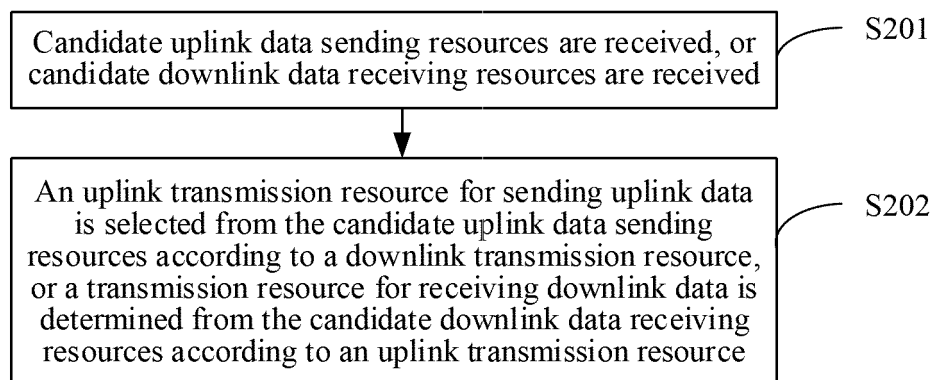 Candidate uplink data sending resources are received, or
candidate downlink data receiving resources are received
S201
An uplink transmission resource for sending uplink data
is selected from the candidate uplink data sending
resources according to a downlink transmission resource,
or a transmission resource for receiving downlink data is
determined from the candidate downlink data receiving
resources according to an uplink transmission resource
S202